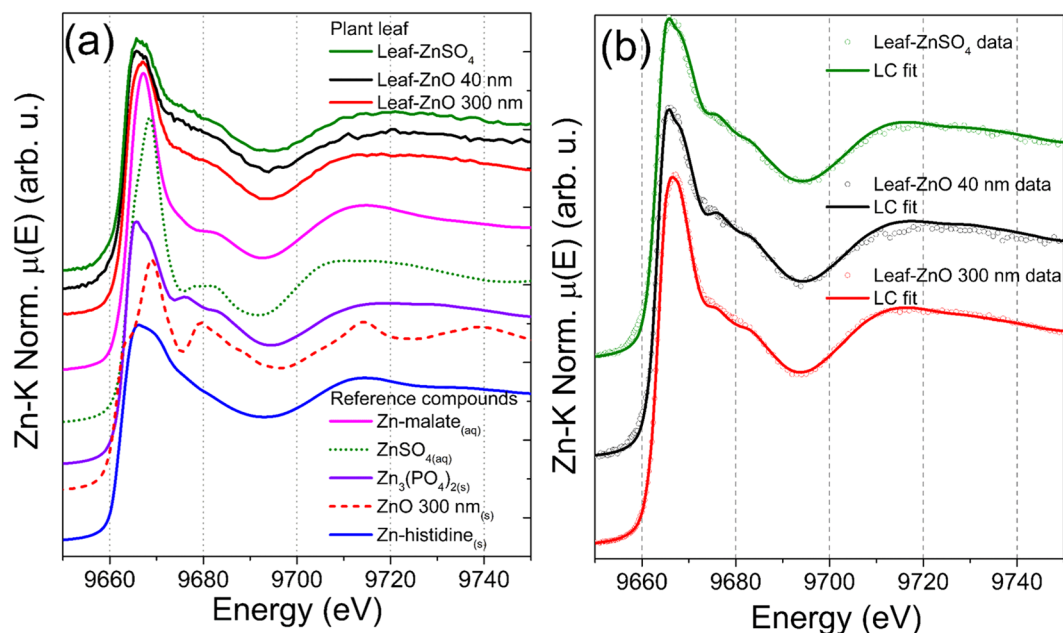 (a)
Plant leaf
Leaf-ZnSO₄
Leaf-ZnO 40 nm
Leaf-ZnO 300 nm
Zn-K Norm. μ(E) (arb. u.)
Reference compounds
Zn-malate(aq)
ZnSO₄(aq)
Zn₃(PO₄)₂(s)
ZnO 300 nm(s)
Zn-histidine(s)
9660 9680 9700 9720 9740
Energy (eV)
(b)
Leaf-ZnSO₄ data
LC fit
Leaf-ZnO 40 nm data
LC fit
Leaf-ZnO 300 nm data
LC fit
Zn-K Norm. μ(E) (arb. u.)
9660 9680 9700 9720 9740
Energy (eV)